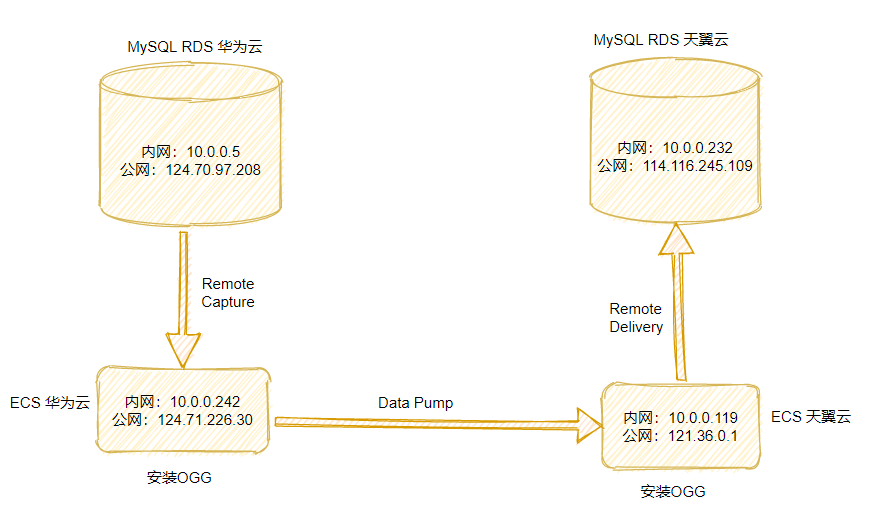 MySQL RDS 华为云
MySQL RDS 天翼云
内网：10.0.0.5
公网：124.70.97.208
内网：10.0.0.232
公网：114.116.245.109
Remote
Capture
Remote
Delivery
ECS 华为云
内网：10.0.0.242
公网：124.71.226.30
Data Pump
内网：10.0.0.119
公网：121.36.0.1
ECS 天翼云
安装OGG
安装OGG